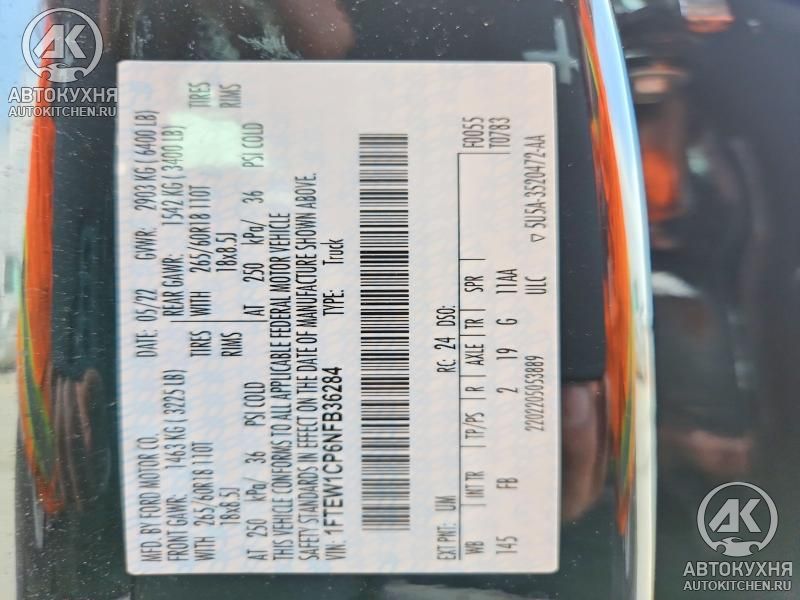 MFD. BY FORD MOTOR CO.
DATE: 05/22 GVWR: 2903 KG ( 6400 LB)
FRONT GAWR: 1463 KG ( 3225 LB)
REAR GAWR: 1542 KG ( 3400 LB)
WITH 265/60R18 110T TIRES
WITH 265/60R18 110T TIRES
18x8.5J RIMS
18x8.5J RIMS
AT 250 kPa/ 36 PSI COLD
AT 250 kPa/ 36 PSI COLD
THIS VEHICLE CONFORMS TO ALL APPLICABLE FEDERAL MOTOR VEHICLE
SAFETY STANDARDS IN EFFECT ON THE DATE OF MANUFACTURE SHOWN ABOVE.
VIN: 1FTEW1CP6NFB36284
TYPE: Truck
F0055
T0783
EXT PNT: UM RC: 24 DSO:
WB INT TR TP/PS R AXLE TR SPR
145 FB 2 19 G 11AA
2202205053889 ULC ▽ 5U5A-3520472-AA
АК
АВТОКУХНЯ
AUTOKITCHEN.RU
АК
АВТОКУХНЯ
AUTOKITCHEN.RU